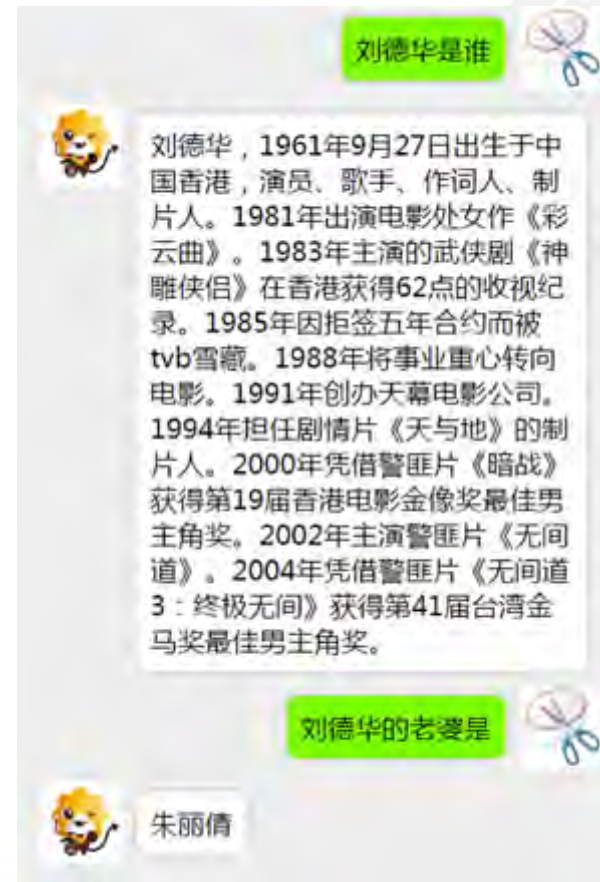 刘德华是谁
刘德华，1961年9月27日出生于中
国香港，演员、歌手、作词人、制
片人。1981年出演电影处女作《彩
云曲》。1983年主演的武侠剧《神
雕侠侣》在香港获得62点的收视纪
录。1985年因拒签五年合约而被
tvb雪藏。1988年将事业重心转向
电影。1991年创办天幕电影公司。
1994年担任剧情片《天与地》的制
片人。2000年凭借警匪片《暗战》
获得第19届香港电影金像奖最佳男
主角奖。2002年主演警匪片《无间
道》。2004年凭借警匪片《无间道
3：终极无间》获得第41届台湾金
马奖最佳男主角奖。
刘德华的老婆是
朱丽倩